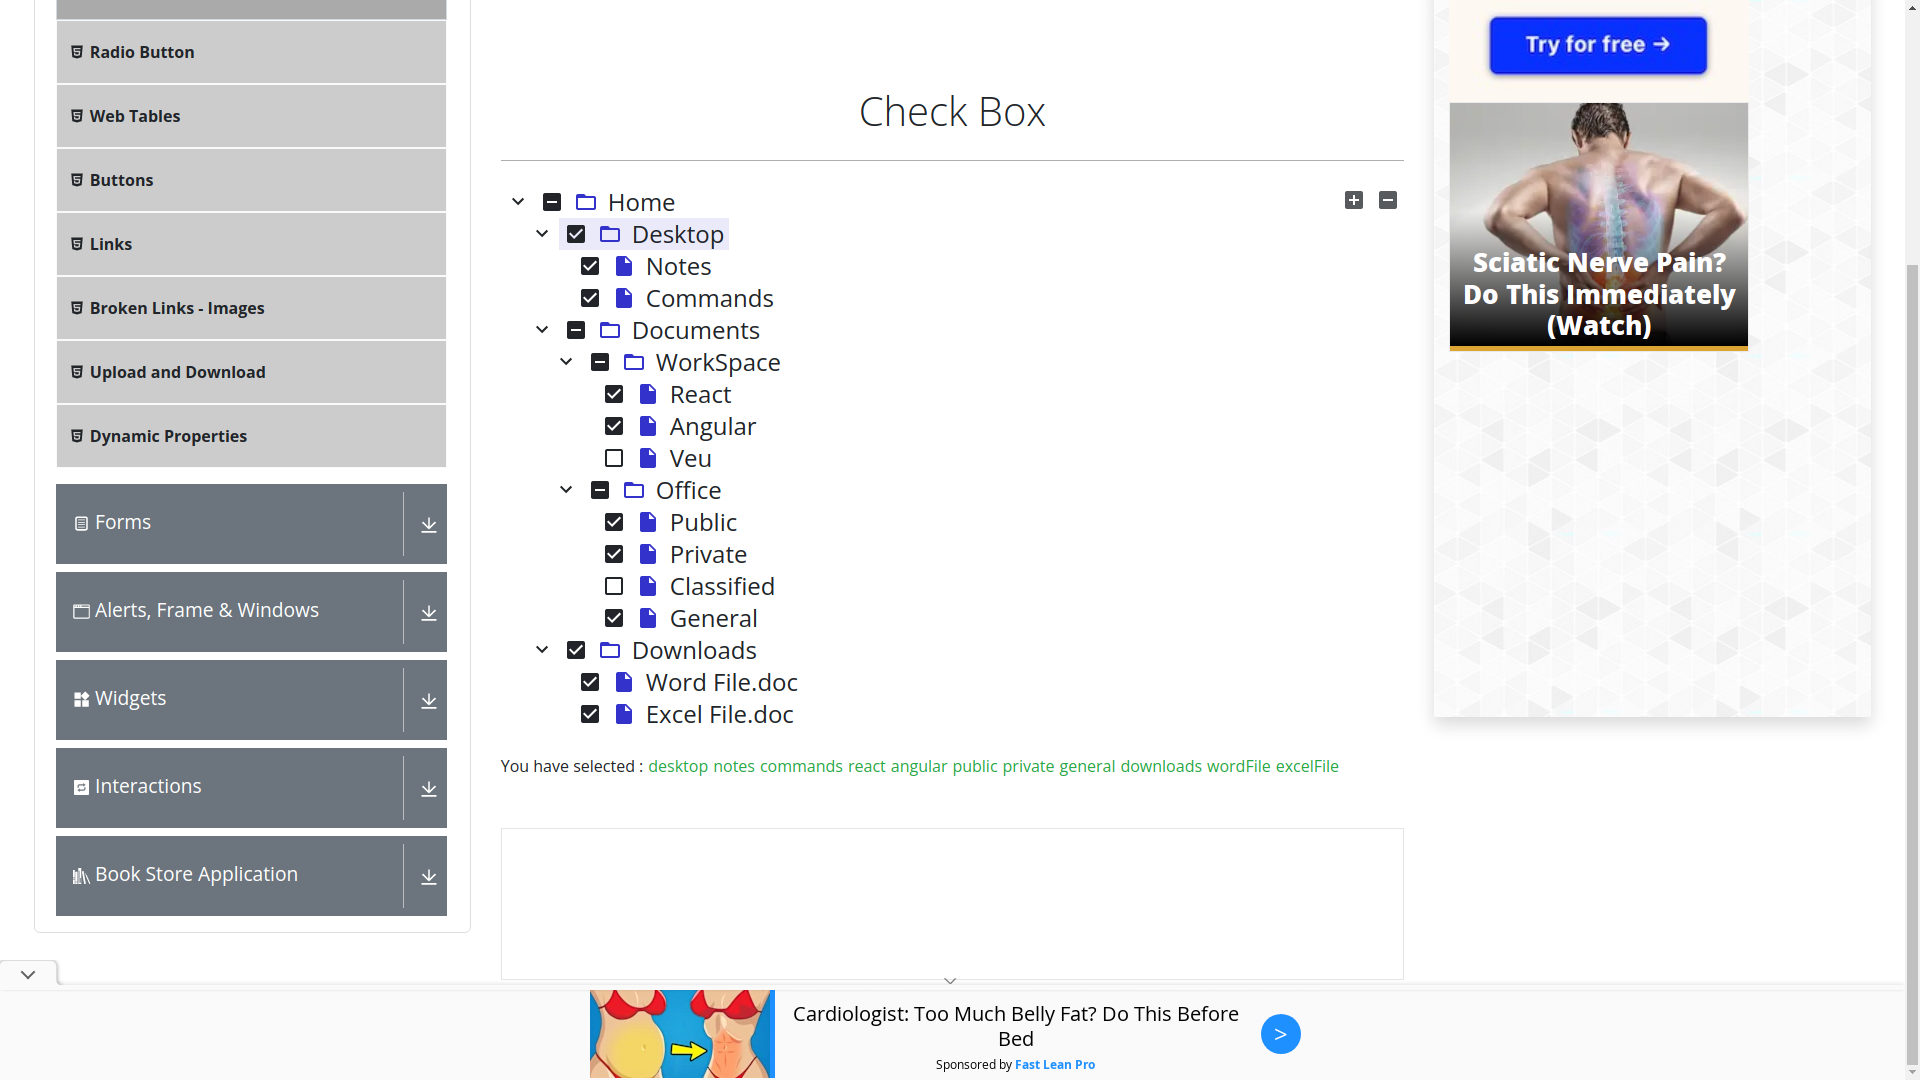 Radio Button
Web Tables
Buttons
Links
Broken Links - Images
Upload and Download
Dynamic Properties
Forms
Alerts, Frame & Windows
Widgets
Interactions
Book Store Application
Check Box
Home
Desktop
Notes
Commands
Documents
WorkSpace
React
Angular
Veu
Office
Public
Private
Classified
General
Downloads
Word File.doc
Excel File.doc
You have selected : desktop notes commands react angular public private general downloads wordFile excelFile
Try for free →
Sciatic Nerve Pain?
Do This Immediately
(Watch)
Cardiologist: Too Much Belly Fat? Do This Before
Bed
Sponsored by Fast Lean Pro
>